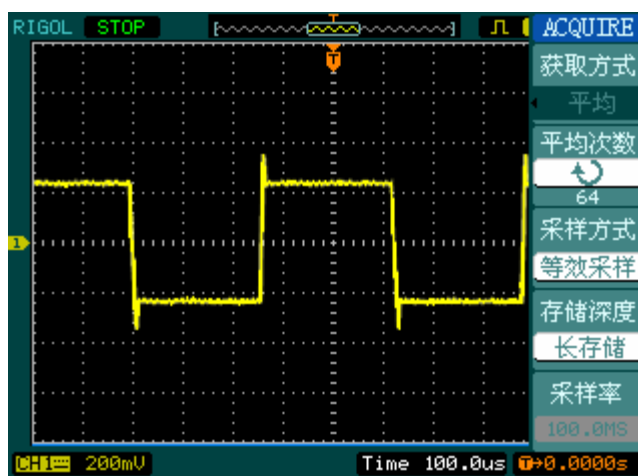 RIGOL STOP T ACQUIRE
T
获取方式
平均
平均次数
64
1
采样方式
等效采样
存储深度
长存储
采样率
100.0MS
CH1 200mV Time 100.0us T→0.0000s